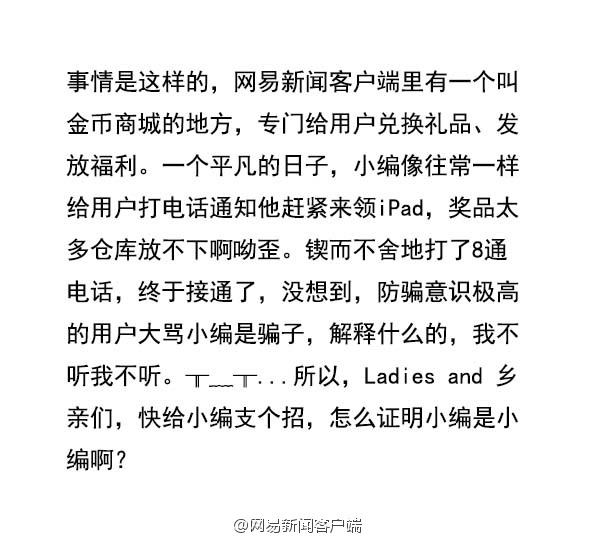 事情是这样的，网易新闻客户端里有一个叫
金币商城的地方，专门给用户兑换礼品、发
放福利。一个平凡的日子，小编像往常一样
给用户打电话通知他赶紧来领iPad，奖品太
多仓库放不下啊呦歪。锲而不舍地打了8通
电话，终于接通了，没想到，防骗意识极高
的用户大骂小编是骗子，解释什么的，我不
听我不听。╥﹏╥...所以，Ladies and 乡
亲们，快给小编支个招，怎么证明小编是小
编啊？
@网易新闻客户端